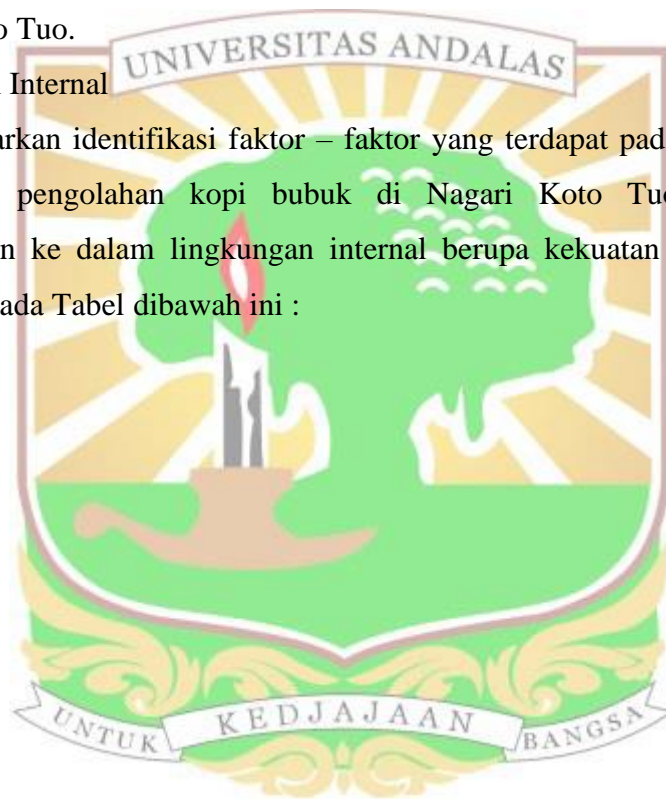 o Tuo.
UNIVERSITAS ANDALAS
Internal
arkan identifikasi faktor – faktor yang terdapat pad
pengolahan kopi bubuk di Nagari Koto Tuo
n ke dalam lingkungan internal berupa kekuatan
ada Tabel dibawah ini :
UNTUK KEDJAJAAN BANGSA